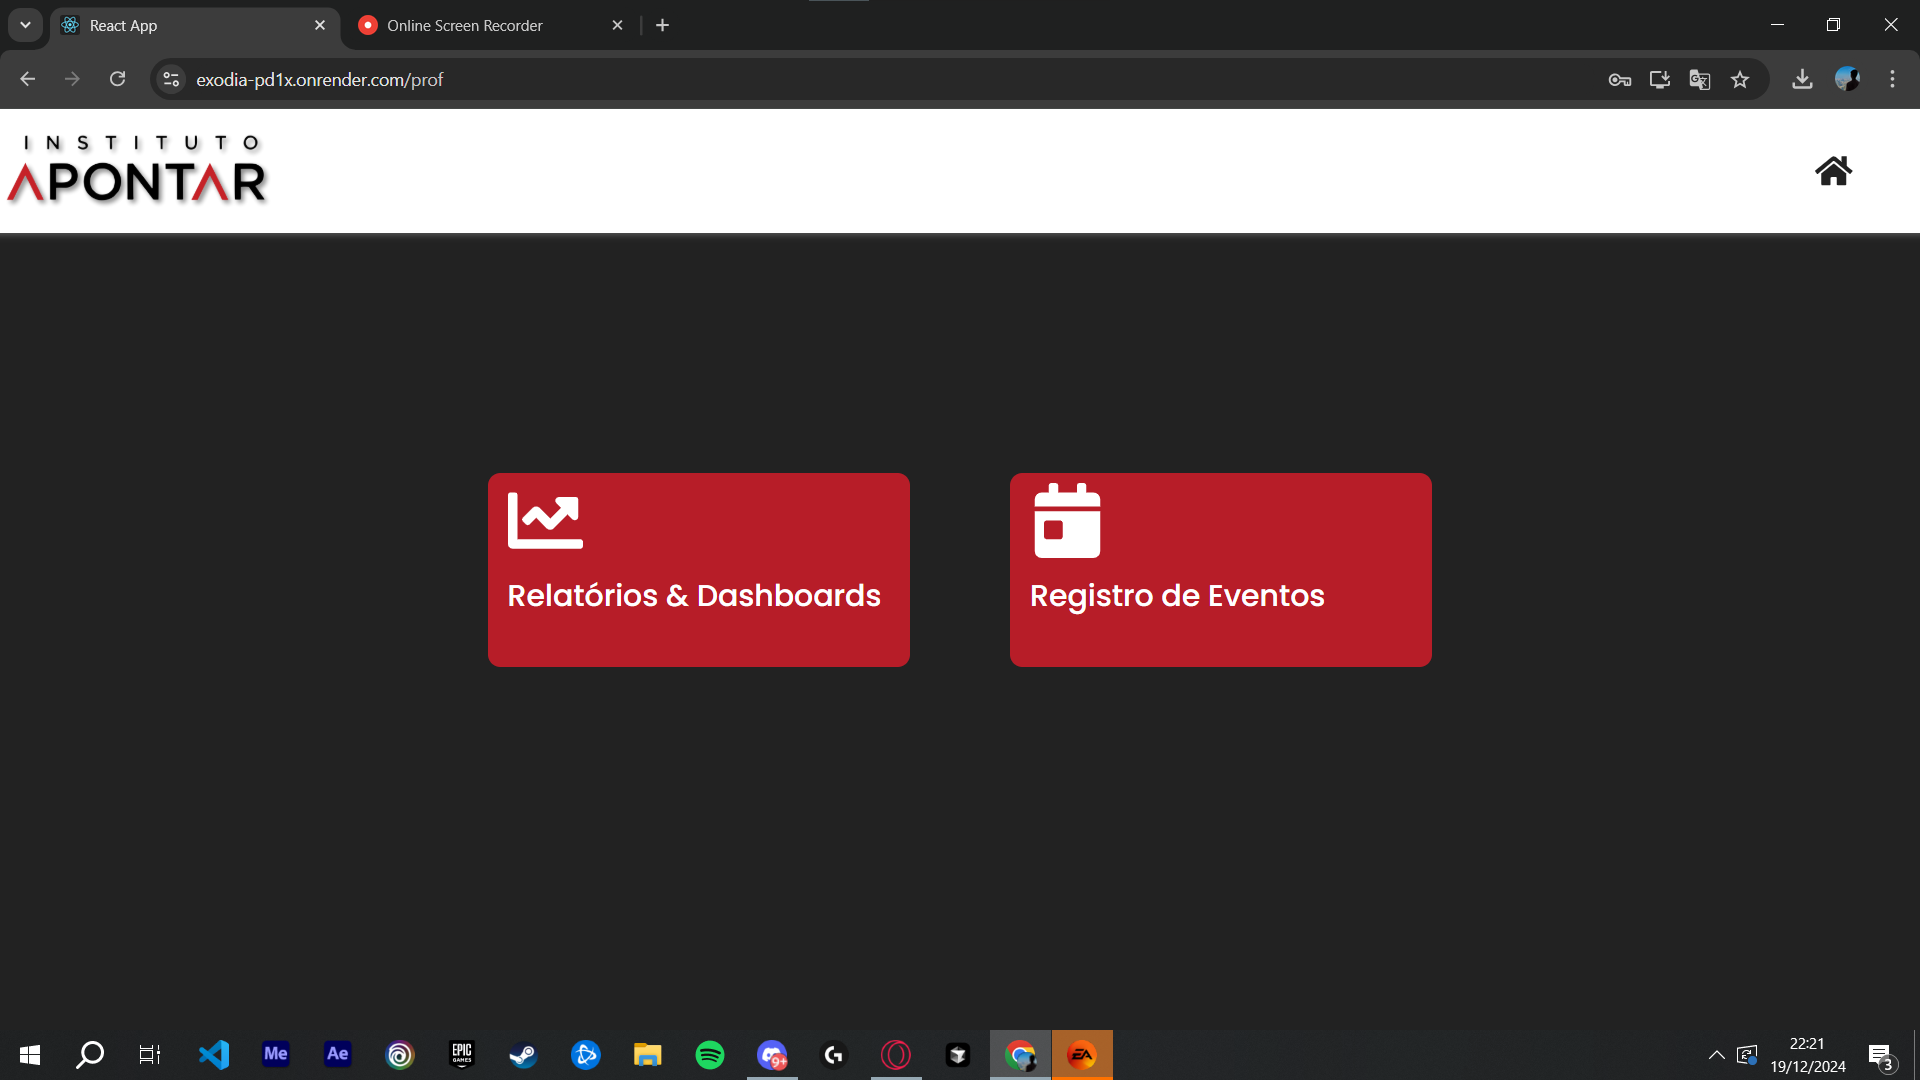 React App
Online Screen Recorder
exodia-pd1x.onrender.com/prof
INSTITUTO
APONTAR
Relatórios & Dashboards
Registro de Eventos
Me
Ae
EPIC
GAMES
9+
G
EA
22:21
19/12/2024
3